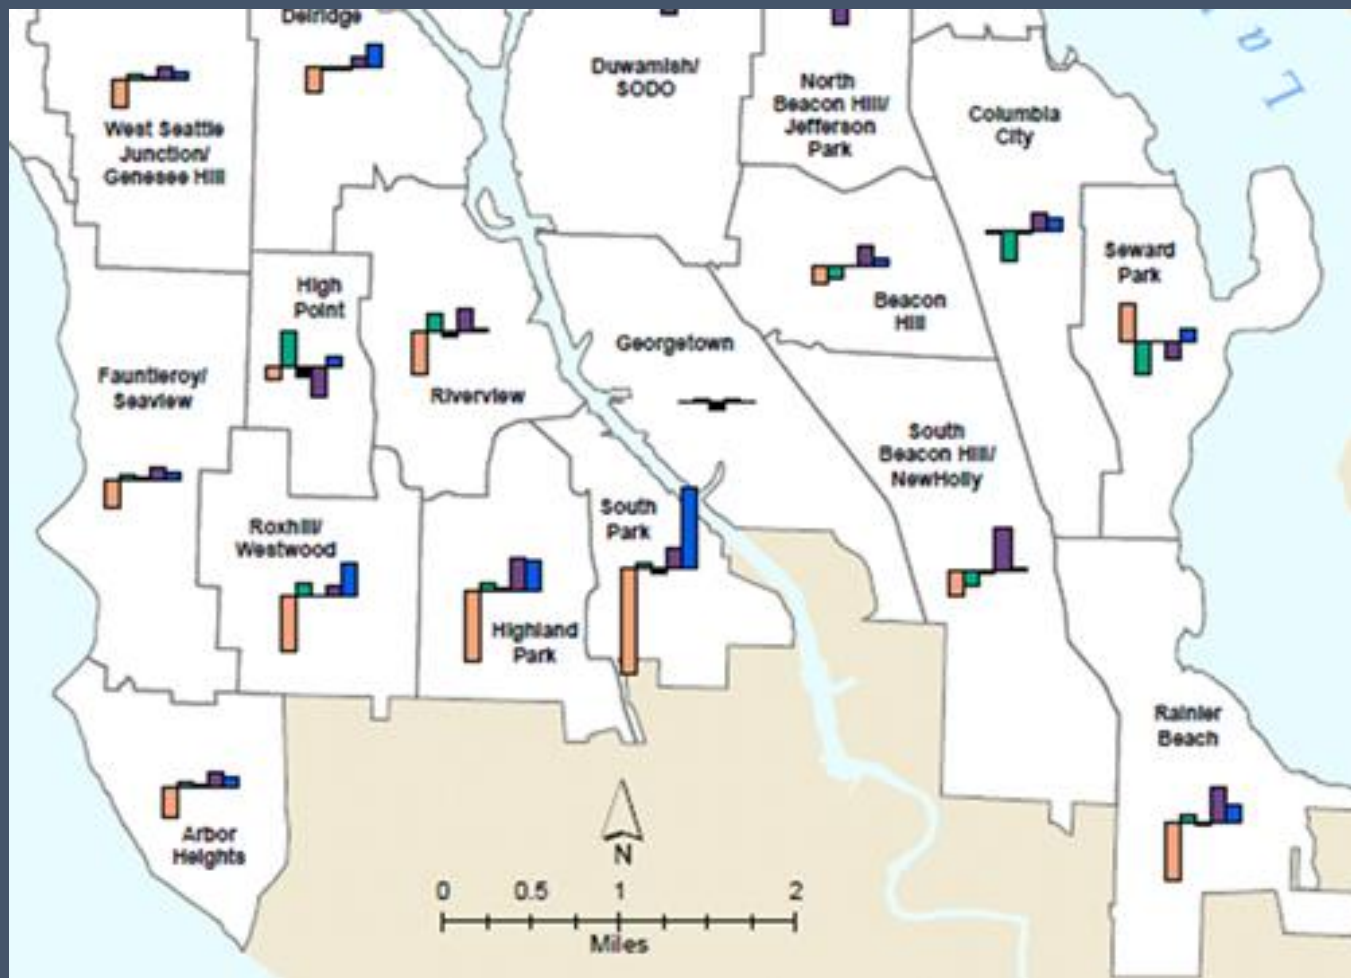 Delridge
Duwamish/
SODO
North
Beacon Hill/
Jefferson
Park
Columbia
City
West Seattle
Junction/
Genesee Hill
Seward
Park
High
Point
Beacon
Hill
Georgetown
Fauntleroy/
Seaview
Riverview
South
Beacon Hill/
NewHolly
Roxhill/
Westwood
South
Park
Highland
Park
Rainier
Beach
Arbor
Heights
N
0 0.5 1 2
Miles